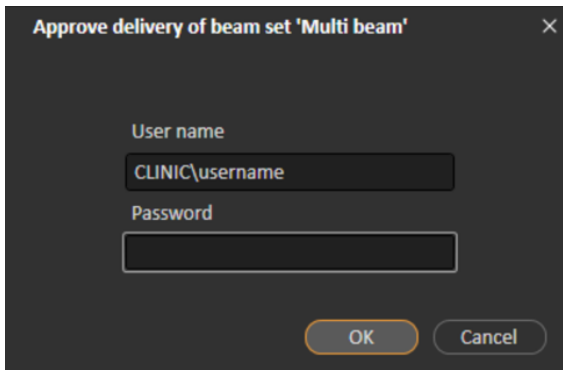 Approve delivery of beam set 'Multi beam'
User name
CLINIC\username
Password
OK Cancel